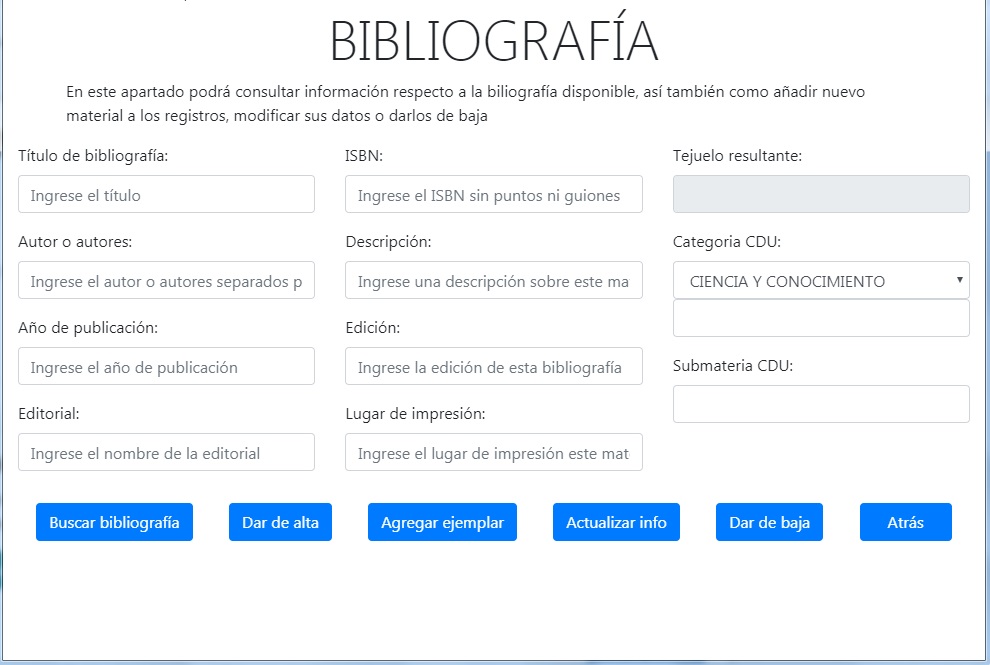 BIBLIOGRAFÍA
En este apartado podrá consultar información respecto a la biliografía disponible, así también como añadir nuevo
material a los registros, modificar sus datos o darlos de baja
Título de bibliografía:
Ingrese el título
Autor o autores:
Ingrese el autor o autores separados p
Año de publicación:
Ingrese el año de publicación
Editorial:
Ingrese el nombre de la editorial
ISBN:
Ingrese el ISBN sin puntos ni guiones
Descripción:
Ingrese una descripción sobre este ma
Edición:
Ingrese la edición de esta bibliografía
Lugar de impresión:
Ingrese el lugar de impresión este mat
Tejuelo resultante:
Categoria CDU:
CIENCIA Y CONOCIMIENTO
Submateria CDU:
Buscar bibliografía
Dar de alta
Agregar ejemplar
Actualizar info
Dar de baja
Atrás